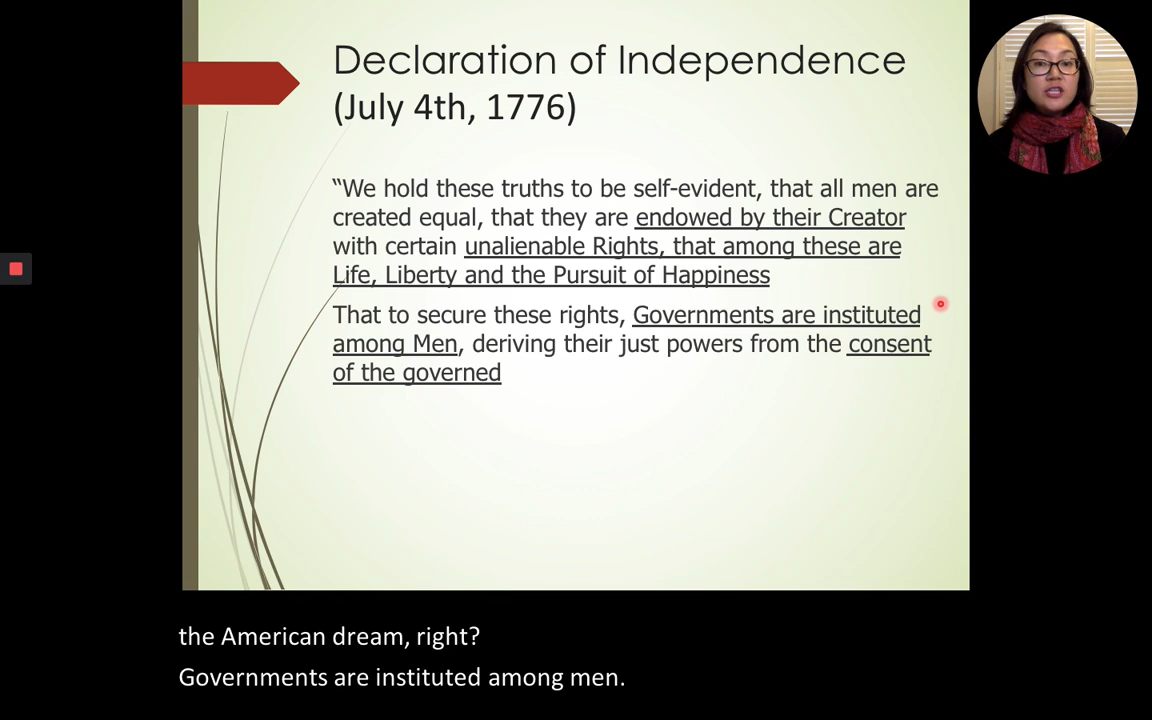 Declaration of Independence
(July 4th, 1776)
“We hold these truths to be self-evident, that all men are
created equal, that they are endowed by their Creator
with certain unalienable Rights, that among these are
Life, Liberty and the Pursuit of Happiness
That to secure these rights, Governments are instituted
among Men, deriving their just powers from the consent
of the governed
the American dream, right?
Governments are instituted among men.